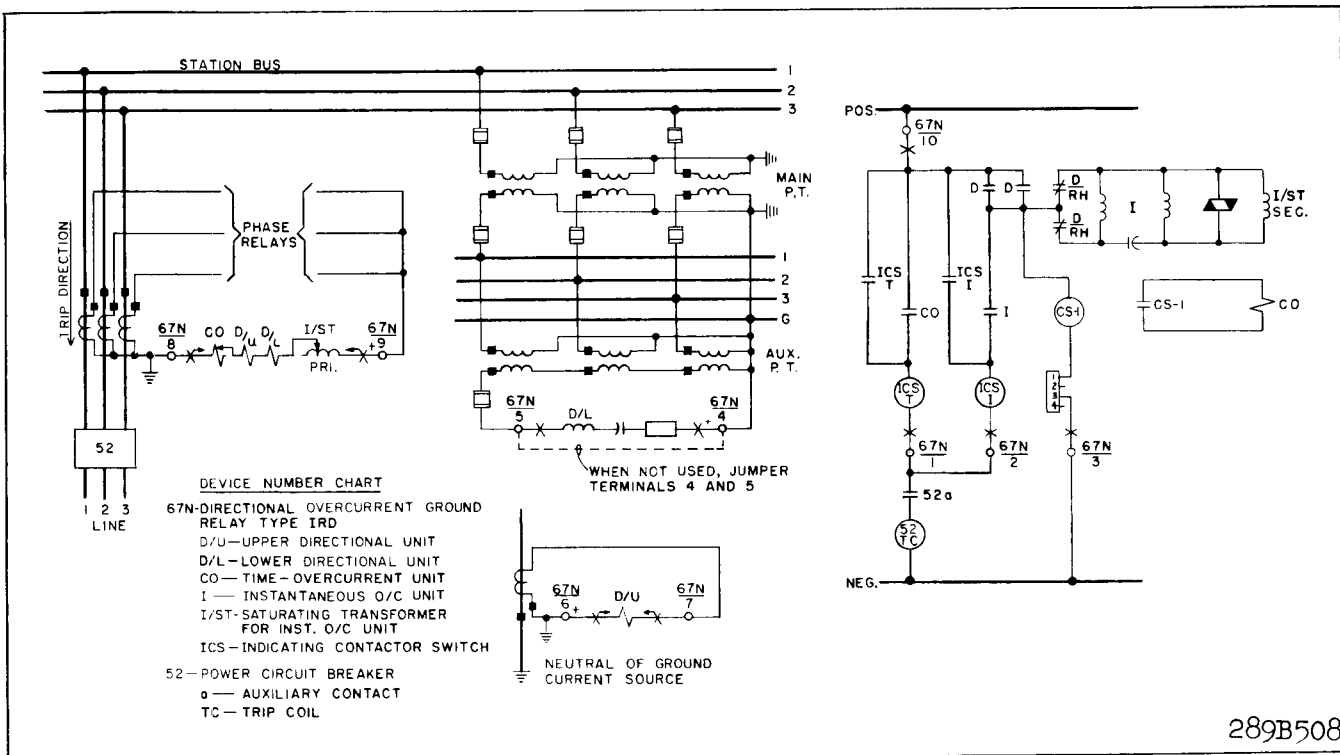 STATION BUS
1
2
3
MAIN
P.T.
1
2
3
G
AUX.
P.T.
PHASE
RELAYS
TRIP DIRECTION
67N
8
CO
D/U
D/L
I/ST
PRI.
67N
+9
52
1 2 3
LINE
67N
5
D/L
67N
+4
WHEN NOT USED, JUMPER
TERMINALS 4 AND 5
DEVICE NUMBER CHART
67N-DIRECTIONAL OVERCURRENT GROUND
RELAY TYPE IRD
D/U—UPPER DIRECTIONAL UNIT
D/L—LOWER DIRECTIONAL UNIT
CO—TIME-OVERCURRENT UNIT
I — INSTANTANEOUS O/C UNIT
I/ST-SATURATING TRANSFORMER
FOR INST. O/C UNIT
ICS-INDICATING CONTACTOR SWITCH
52—POWER CIRCUIT BREAKER
a — AUXILIARY CONTACT
TC — TRIP COIL
67N
6+
D/U
67N
7
NEUTRAL OF GROUND
CURRENT SOURCE
POS.
67N
10
D
D
D
RH
D
RH
I
I/ST
SEC.
ICS
T
CO
ICS
I
I
CS-1
CS-1
CO
ICS
T
ICS
I
1
2
3
4
67N
1
67N
2
67N
3
52a
52
TC
NEG.
289B508